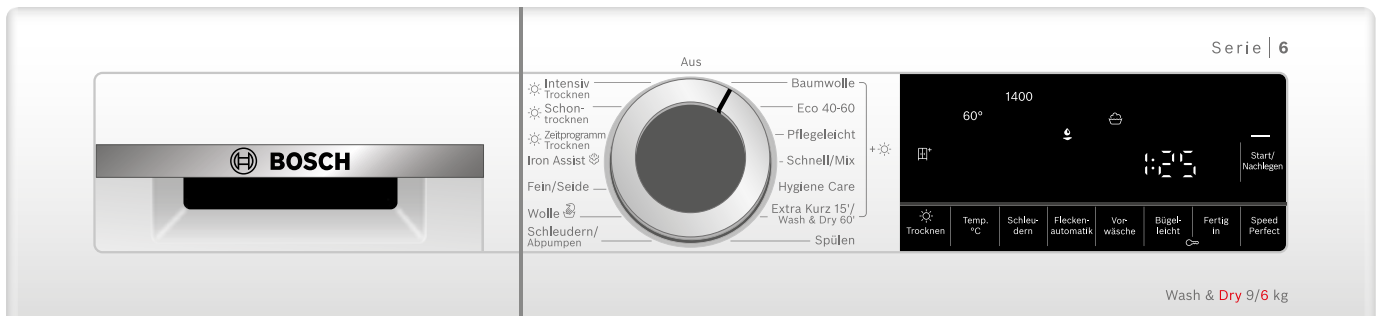 Serie | 6
Aus
Intensiv
Trocknen
Schon-
trocknen
Zeitprogramm
Trocknen
Iron Assist
Fein/Seide
Wolle
Schleudern/
Abpumpen
Baumwolle
Eco 40-60
Pflegeleicht
Schnell/Mix
Hygiene Care
Extra Kurz 15'/
Wash & Dry 60'
Spülen
+
BOSCH
1400
60°
1:25
Start/
Nachlegen
Trocknen
Temp.
°C
Schleu-
dern
Flecken-
automatik
Vor-
wäsche
Bügel-
leicht
Fertig
in
Speed
Perfect
Wash & Dry 9/6 kg